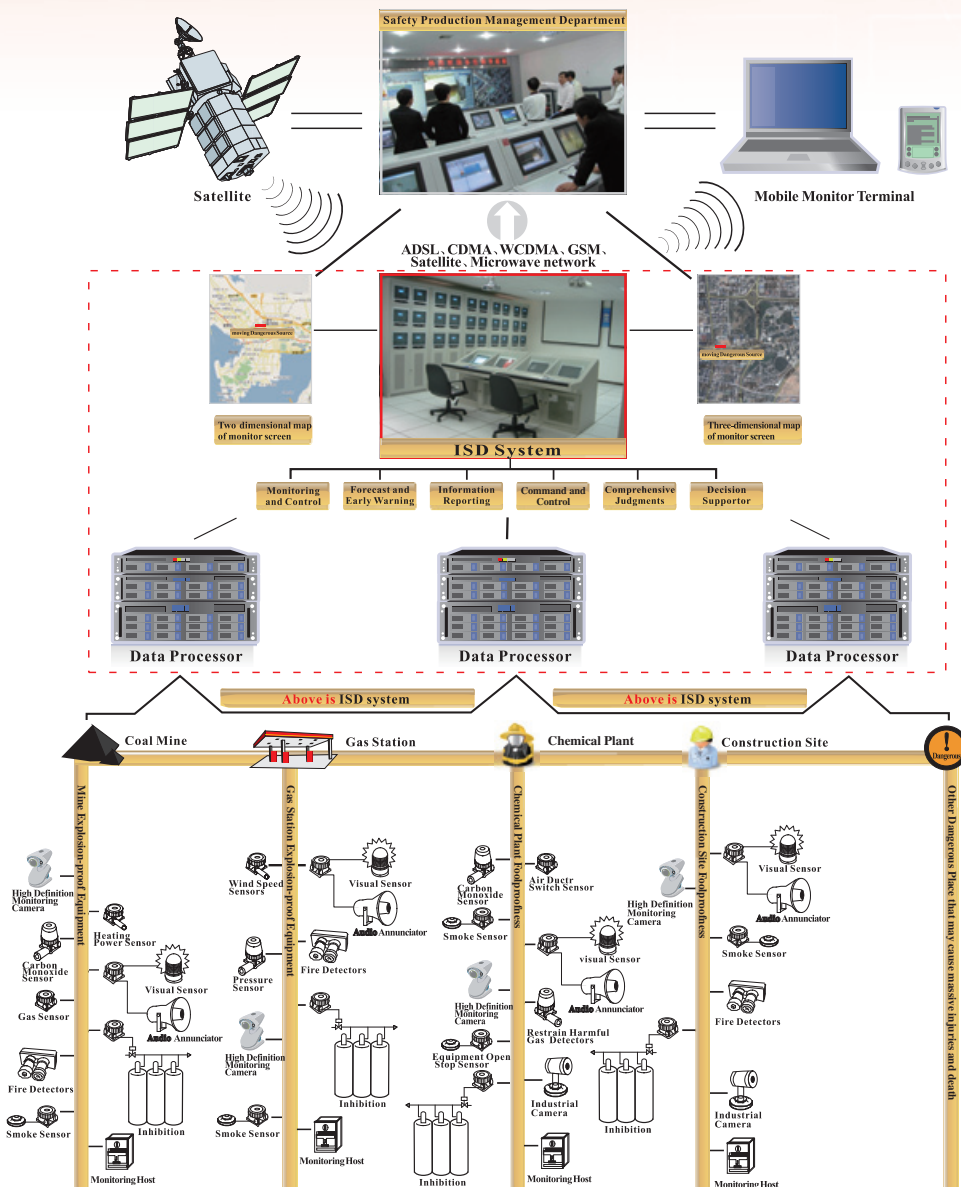 Safety Production Management Department
Satellite
Mobile Monitor Terminal
ADSL、CDMA、WCDMA、GSM、
Satellite、Microwave network
moving Dangerous Source
moving Dangerous Source
Two dimensional map
of monitor screen
Three-dimensional map
of monitor screen
ISD System
Monitoring
and Control
Forecast and
Early Warning
Information
Reporting
Command and
Control
Comprehensive
Judgments
Decision
Supportor
Data Processor
Data Processor
Data Processor
Above is ISD system
Above is ISD system
Coal Mine
Gas Station
Chemical Plant
Construction Site
Dangerous
Mine Explosion-proof Equipment
High Definition
Monitoring
Camera
Heating
Power Sensor
Carbon
Monoxide
Sensor
Visual Sensor
Gas Sensor
Audio Annunciator
Fire Detectors
Inhibition
Smoke Sensor
Monitoring Host
Gas Station Explosion-proof Equipment
Wind Speed
Sensors
Visual Sensor
Audio Annunciator
Fire Detectors
Pressure
Sensor
High Definition
Monitoring
Camera
Inhibition
Smoke Sensor
Monitoring Host
Chemical Plant Foolproofness
Carbon
Monoxide
Sensor
Air Ductr
Switch Sensor
Smoke Sensor
visual Sensor
High Definition
Monitoring
Camera
Audio Annunciator
Restrain Harmful
Gas Detectors
Equipment Open
Stop Sensor
Industrial
Camera
Inhibition
Monitoring Host
Construction Site Foolproofness
Visual Sensor
High Definition
Monitoring
Camera
Audio Annunciator
Smoke Sensor
Fire Detectors
Inhibition
Industrial
Camera
Monitoring Host
Other Dangerous Place that may cause massive injuries and death